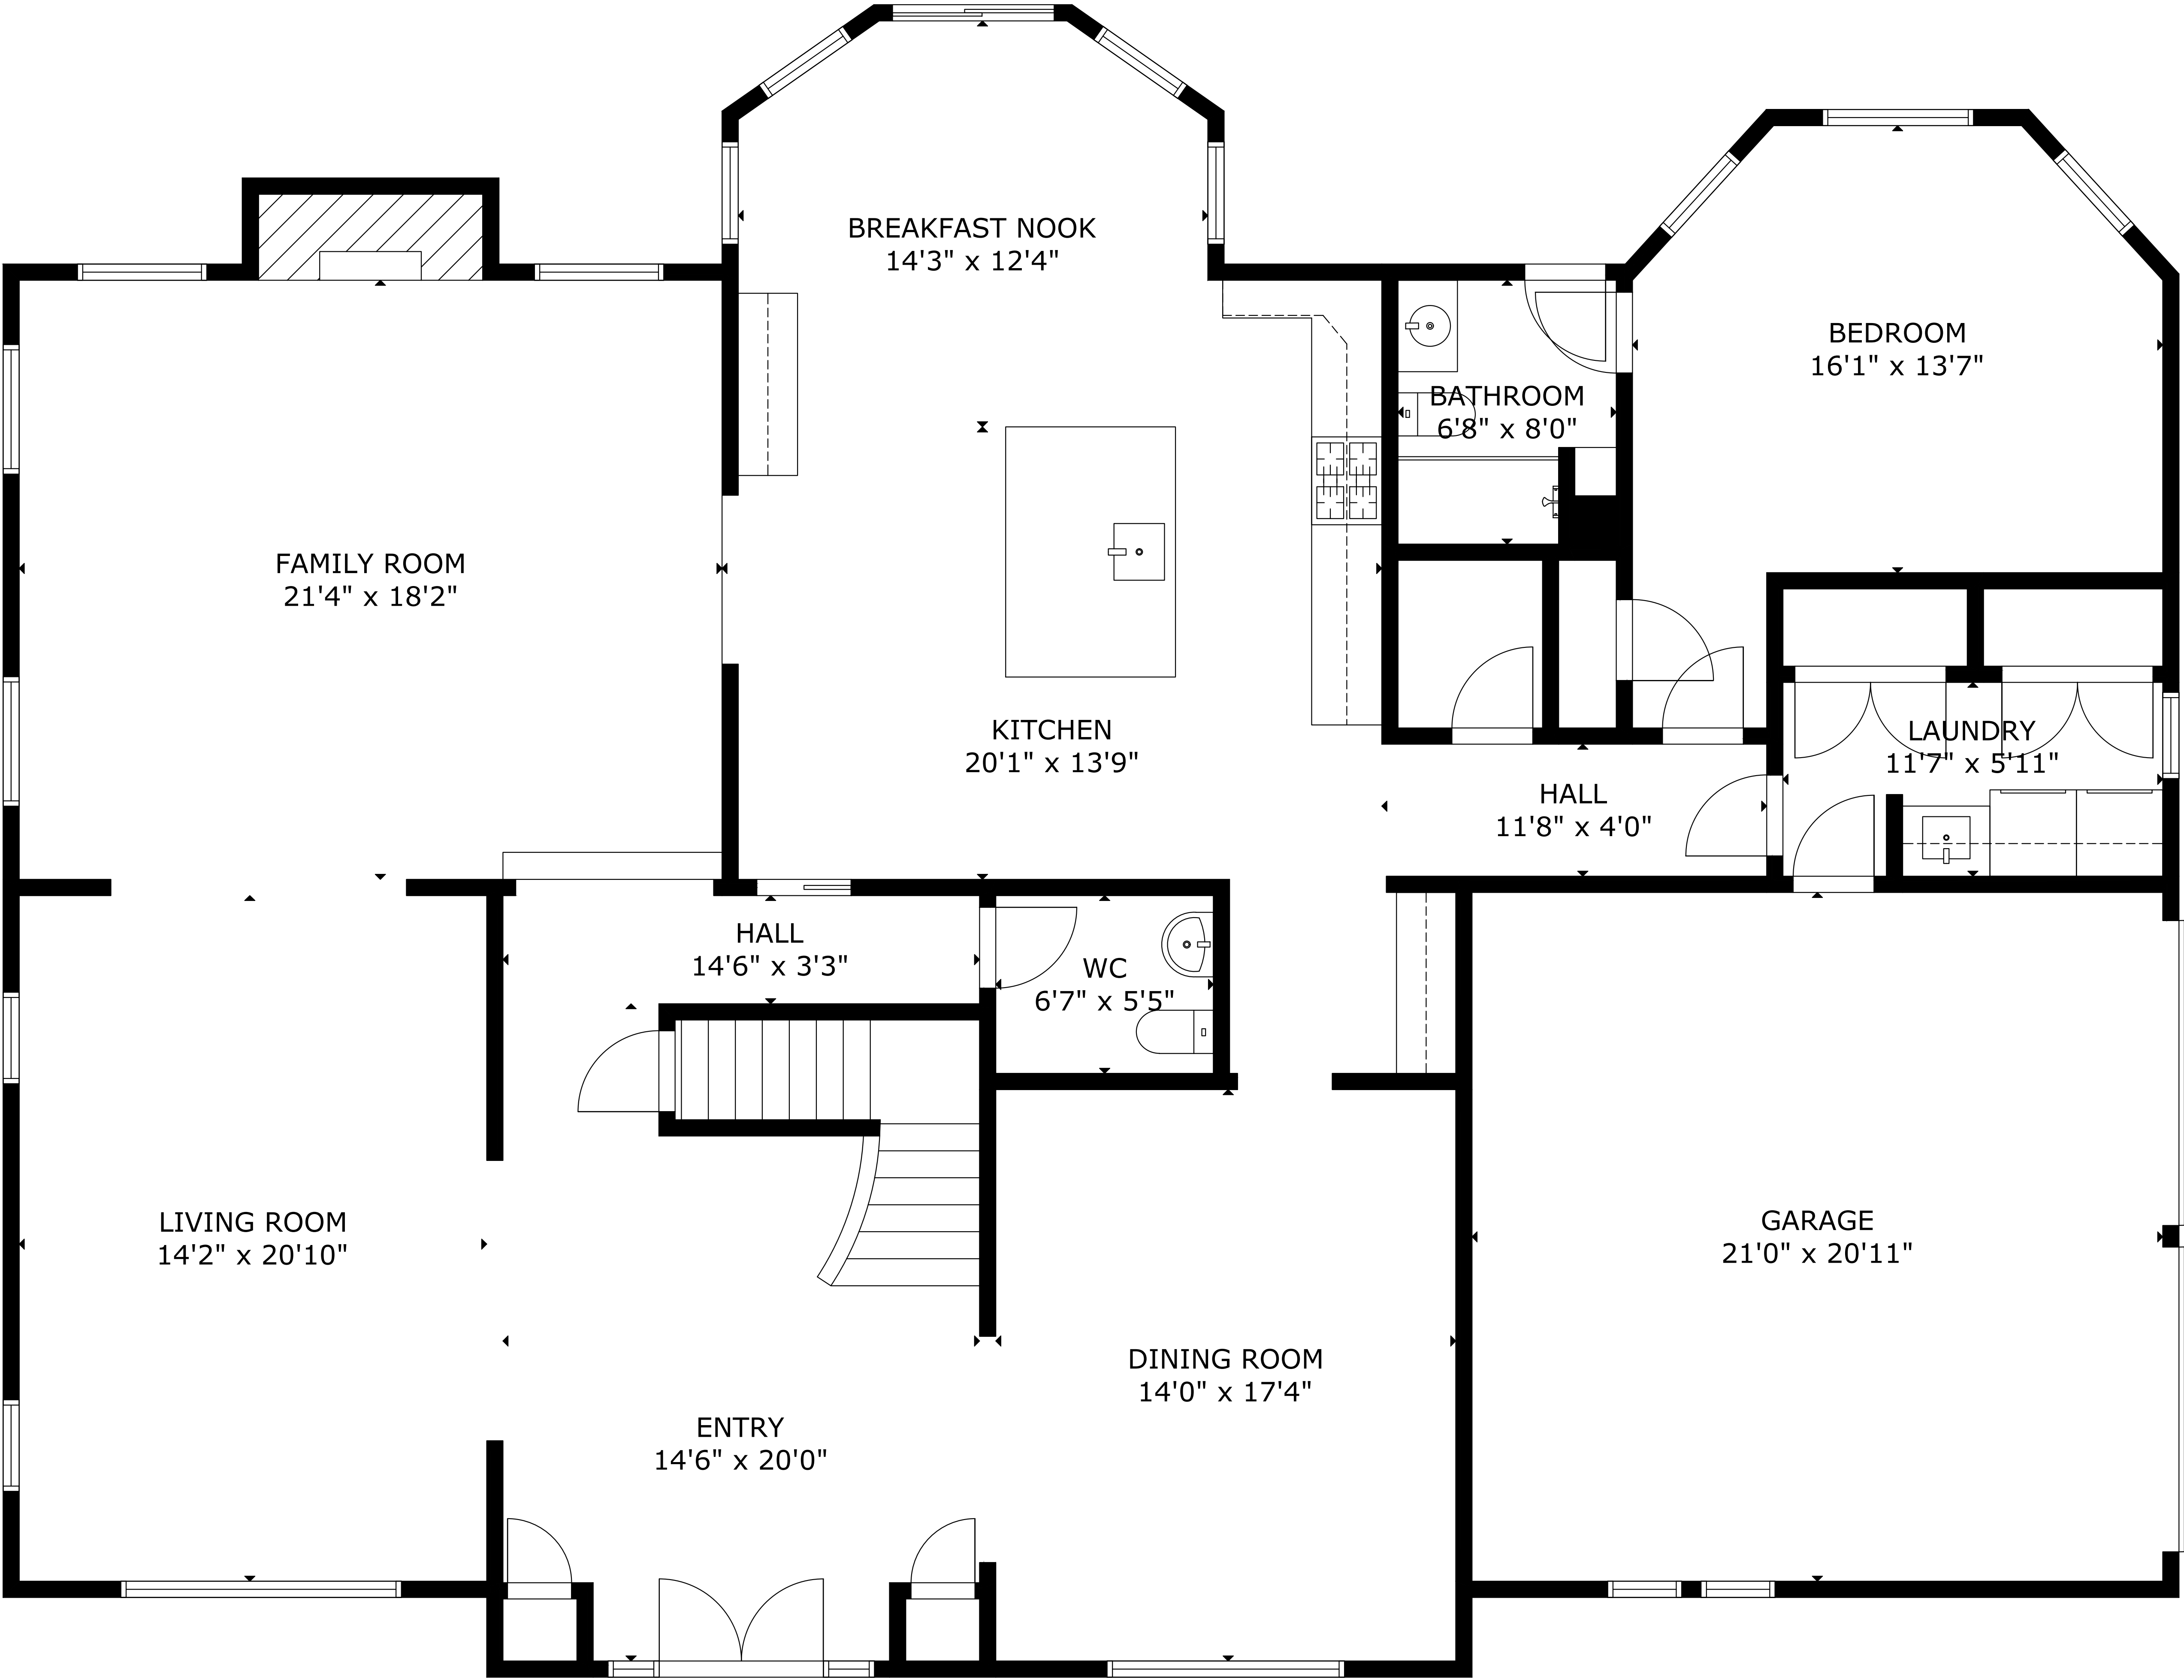 BREAKFAST NOOK
14'3" x 12'4"
BEDROOM
16'1" x 13'7"
BATHROOM
6'8" x 8'0"
FAMILY ROOM
21'4" x 18'2"
KITCHEN
20'1" x 13'9"
LAUNDRY
11'7" x 5'11"
HALL
11'8" x 4'0"
HALL
14'6" x 3'3"
WC
6'7" x 5'5"
LIVING ROOM
14'2" x 20'10"
GARAGE
21'0" x 20'11"
DINING ROOM
14'0" x 17'4"
ENTRY
14'6" x 20'0"